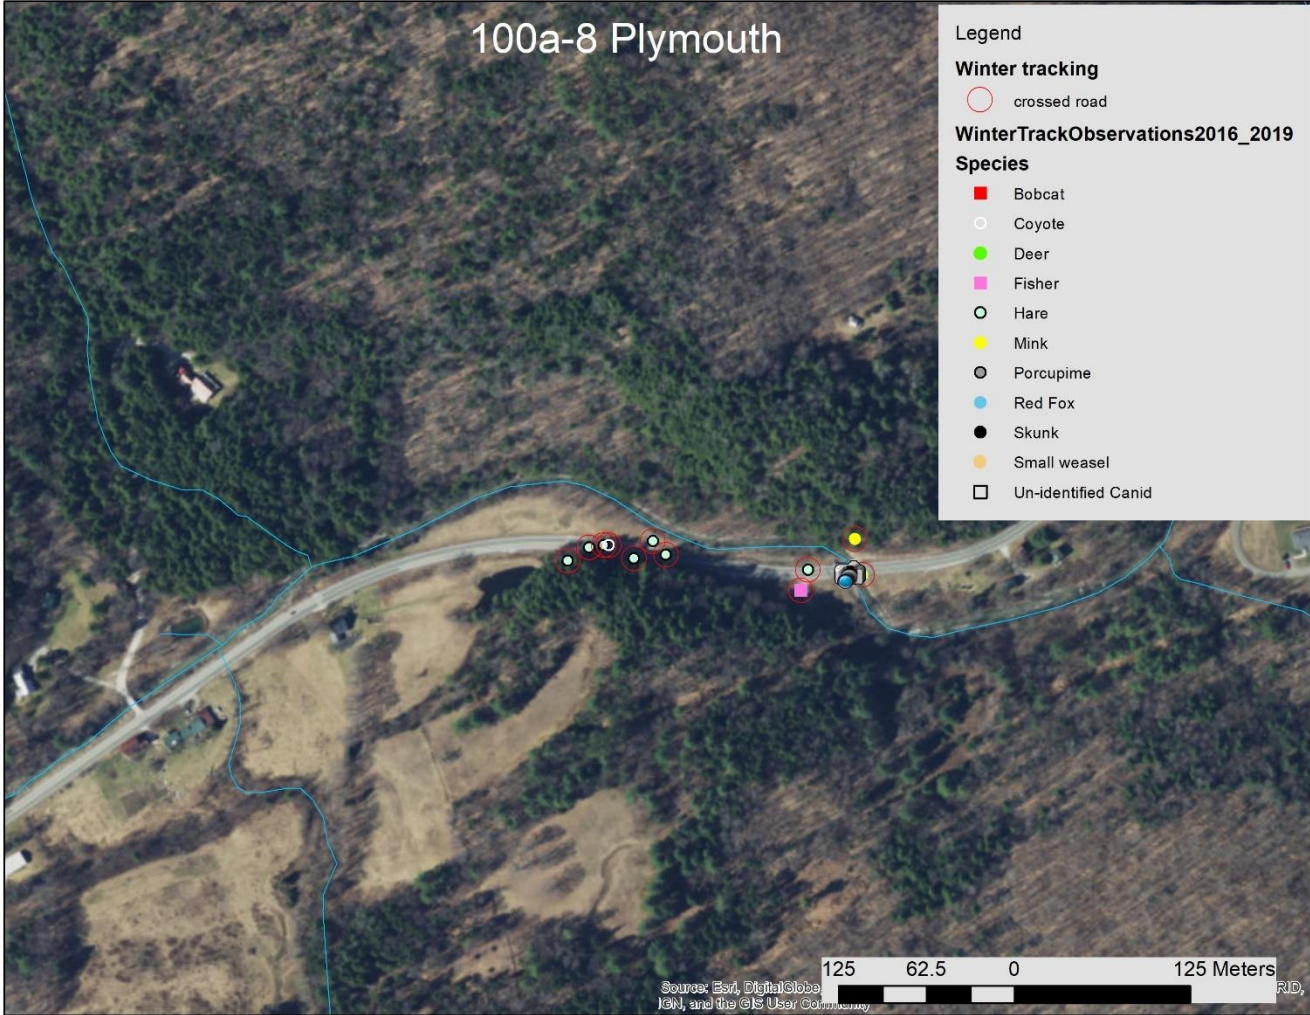 100a-8 Plymouth
Legend
Winter tracking
crossed road
WinterTrackObservations2016_2019
Species
Bobcat
Coyote
Deer
Fisher
Hare
Mink
Porcupime
Red Fox
Skunk
Small weasel
Un-identified Canid
125 62.5 0 125 Meters
Source: Esri, DigitalGlobe, RID,
IGN, and the GIS User Community